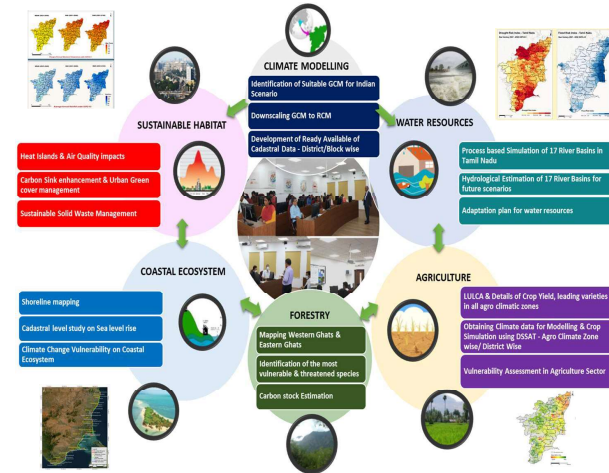 CLIMATE MODELLING
Identification of Suitable GCM for Indian
Scenario
Downscaling GCM to RCM
Development of Ready Available of
Cadastral Data - District/Block wise
SUSTAINABLE HABITAT
Heat Islands & Air Quality impacts
Carbon Sink enhancement & Urban Green
cover management
Sustainable Solid Waste Management
WATER RESOURCES
Process based Simulation of 17 River Basins in
Tamil Nadu
Hydrological Estimation of 17 River Basins for
future scenarios
Adaptation plan for water resources
COASTAL ECOSYSTEM
Shoreline mapping
Cadastral level study on Sea level rise
Climate Change Vulnerability on Coastal
Ecosystem
FORESTRY
Mapping Western Ghats &
Eastern Ghats
Identification of the most
vulnerable & threatened species
Carbon stock Estimation
AGRICULTURE
LULCA & Details of Crop Yield, leading varieties
in all agro climatic zones
Obtaining Climate data for Modelling & Crop
Simulation using DSSAT - Agro Climate Zone
wise/ District Wise
Vulnerability Assessment in Agriculture Sector